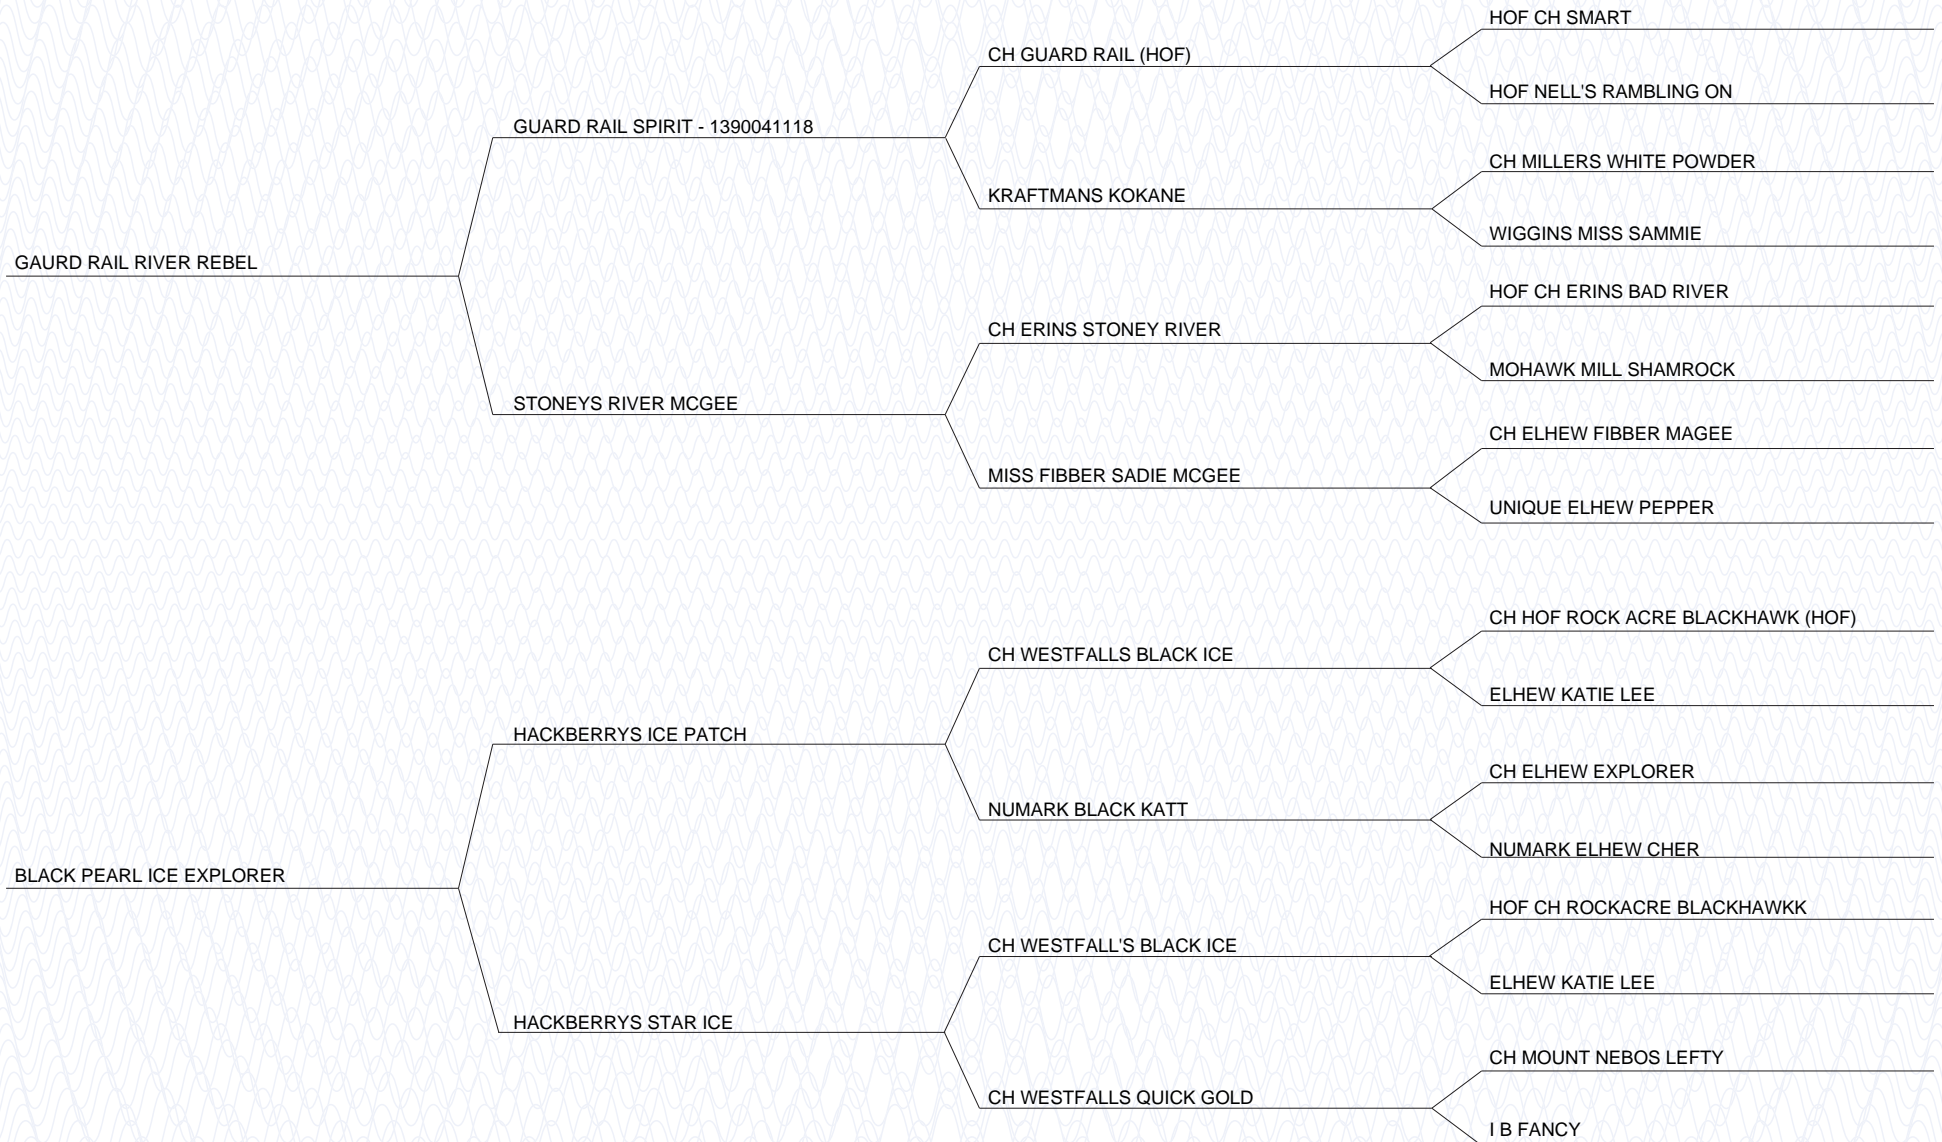 HOF CH SMART
CH GUARD RAIL (HOF)
HOF NELL'S RAMBLING ON
GUARD RAIL SPIRIT - 1390041118
CH MILLERS WHITE POWDER
KRAFTMANS KOKANE
WIGGINS MISS SAMMIE
GAURD RAIL RIVER REBEL
HOF CH ERINS BAD RIVER
CH ERINS STONEY RIVER
MOHAWK MILL SHAMROCK
STONEYS RIVER MCGEE
CH ELHEW FIBBER MAGEE
MISS FIBBER SADIE MCGEE
UNIQUE ELHEW PEPPER
CH HOF ROCK ACRE BLACKHAWK (HOF)
CH WESTFALLS BLACK ICE
ELHEW KATIE LEE
HACKBERRYS ICE PATCH
CH ELHEW EXPLORER
NUMARK BLACK KATT
NUMARK ELHEW CHER
BLACK PEARL ICE EXPLORER
HOF CH ROCKACRE BLACKHAWKK
CH WESTFALL'S BLACK ICE
ELHEW KATIE LEE
HACKBERRYS STAR ICE
CH MOUNT NEBOS LEFTY
CH WESTFALLS QUICK GOLD
I B FANCY